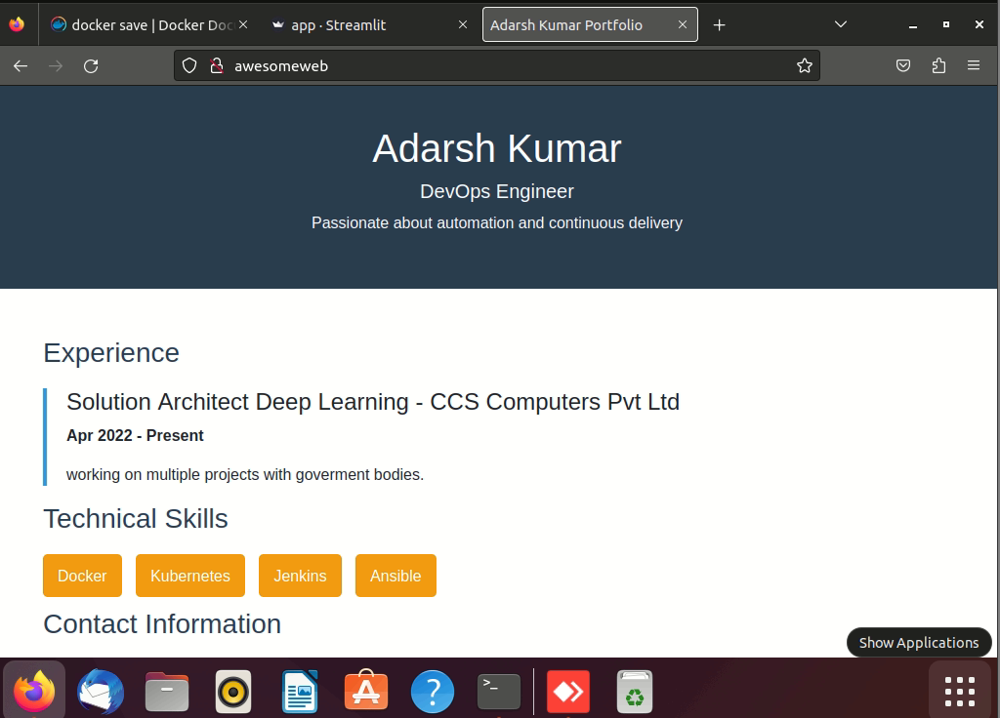 docker save | Docker Doc
app · Streamlit
Adarsh Kumar Portfolio
awesomeweb
Adarsh Kumar
DevOps Engineer
Passionate about automation and continuous delivery
Experience
Solution Architect Deep Learning - CCS Computers Pvt Ltd
Apr 2022 - Present
working on multiple projects with goverment bodies.
Technical Skills
Docker Kubernetes Jenkins Ansible
Contact Information
Show Applications